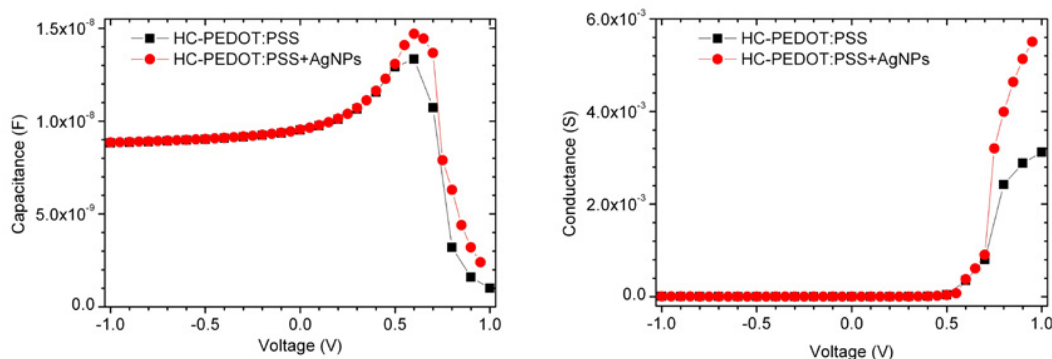 1.5x10⁻⁸
1.0x10⁻⁸
5.0x10⁻⁹
0.0
Capacitance (F)
HC-PEDOT:PSS
HC-PEDOT:PSS+AgNPs
-1.0 -0.5 0.0 0.5 1.0
Voltage (V)
6.0x10⁻³
4.0x10⁻³
2.0x10⁻³
0.0
Conductance (S)
HC-PEDOT:PSS
HC-PEDOT:PSS+AgNPs
-1.0 -0.5 0.0 0.5 1.0
Voltage (V)